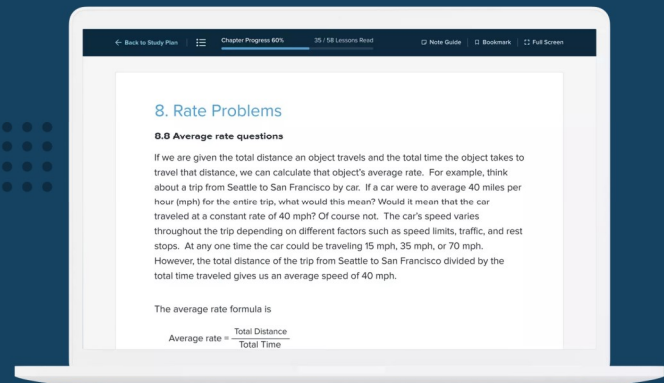 ← Back to Study Plan
Chapter Progress 60%
35 / 58 Lessons Read
Note Guide
Bookmark
Full Screen
8. Rate Problems
8.8 Average rate questions
If we are given the total distance an object travels and the total time the object takes to
travel that distance, we can calculate that object's average rate. For example, think
about a trip from Seattle to San Francisco by car. If a car were to average 40 miles per
hour (mph) for the entire trip, what would this mean? Would it mean that the car
traveled at a constant rate of 40 mph? Of course not. The car's speed varies
throughout the trip depending on different factors such as speed limits, traffic, and rest
stops. At any one time the car could be traveling 15 mph, 35 mph, or 70 mph.
However, the total distance of the trip from Seattle to San Francisco divided by the
total time traveled gives us an average speed of 40 mph.
The average rate formula is
Average rate = Total Distance
Total Time